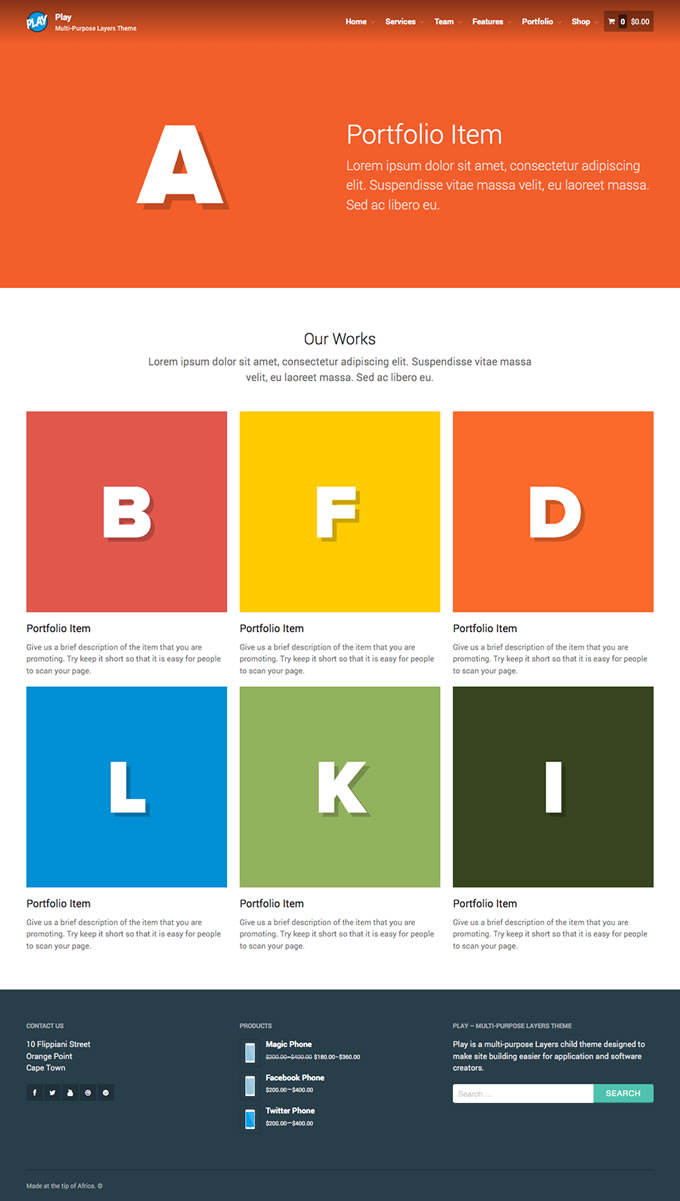 PLAY
Play
Multi-Purpose Layers Theme
Home Services Team Features Portfolio Shop 0 $0.00
A
Portfolio Item
Lorem ipsum dolor sit amet, consectetur adipiscing
elit. Suspendisse vitae massa velit, eu laoreet massa.
Sed ac libero eu.
Our Works
Lorem ipsum dolor sit amet, consectetur adipiscing elit. Suspendisse vitae massa
velit, eu laoreet massa. Sed ac libero eu.
B
Portfolio Item
Give us a brief description of the item that you are
promoting. Try keep it short so that it is easy for people
to scan your page.
F
Portfolio Item
Give us a brief description of the item that you are
promoting. Try keep it short so that it is easy for people
to scan your page.
D
Portfolio Item
Give us a brief description of the item that you are
promoting. Try keep it short so that it is easy for people
to scan your page.
L
Portfolio Item
Give us a brief description of the item that you are
promoting. Try keep it short so that it is easy for people
to scan your page.
K
Portfolio Item
Give us a brief description of the item that you are
promoting. Try keep it short so that it is easy for people
to scan your page.
I
Portfolio Item
Give us a brief description of the item that you are
promoting. Try keep it short so that it is easy for people
to scan your page.
CONTACT US
10 Flippiani Street
Orange Point
Cape Town
PRODUCTS
Magic Phone
$200.00–$400.00 $180.00–$360.00
Facebook Phone
$200.00–$400.00
Twitter Phone
$200.00–$400.00
PLAY – MULTI-PURPOSE LAYERS THEME
Play is a multi-purpose Layers child theme designed to
make site building easier for application and software
creators.
Search ... SEARCH
Made at the tip of Africa. ©